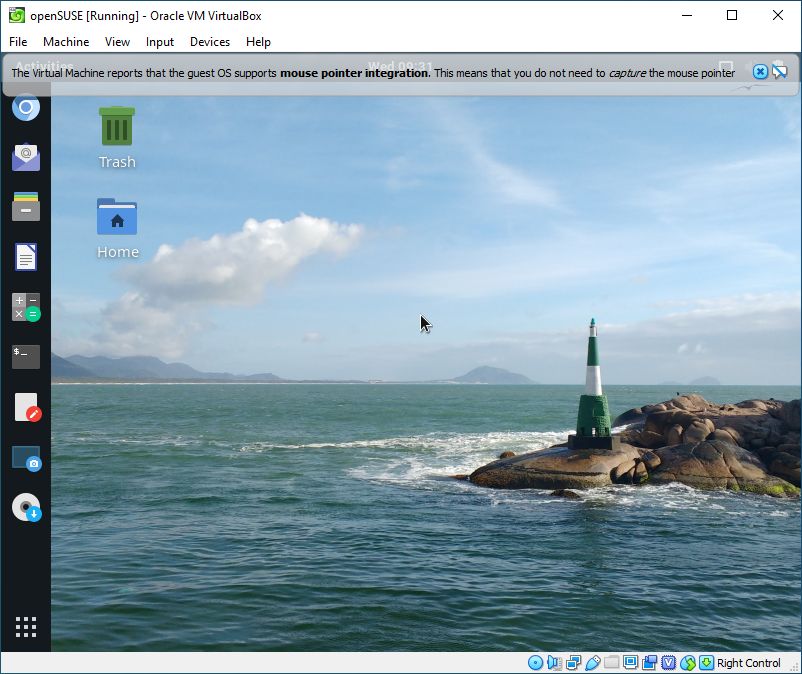 openSUSE [Running] - Oracle VM VirtualBox
File Machine View Input Devices Help
Activities Wed 09:31
The Virtual Machine reports that the guest OS supports mouse pointer integration. This means that you do not need to capture the mouse pointer
Trash
Home
$_
Right Control